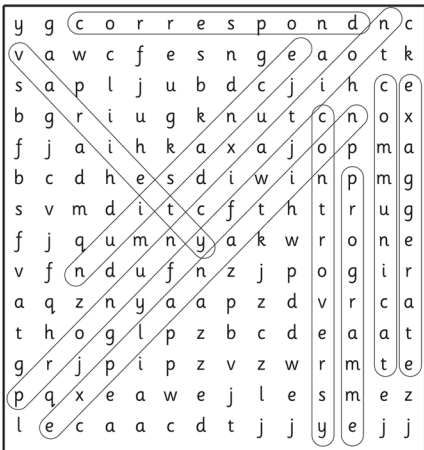 y g c o r r e s p o n d n c
v a w c f e s n g e a o t k
s a p l j u b d c j i h c e
b g r i u g k n u t c n o x
f j a i h k a x a j o p m a
b c d h e s d i w i n p m g
s v m d i t c f t h t r u g
f j q u m n y a k w r o n e
v f n d u f n z j p o g i r
a q z n y a a p z d v r c a
t h o g l p z b c d e a a t
g r j p i p z v z w r m t e
p q x e a w e j l e s m e z
l e c a a c d t j j y e j j